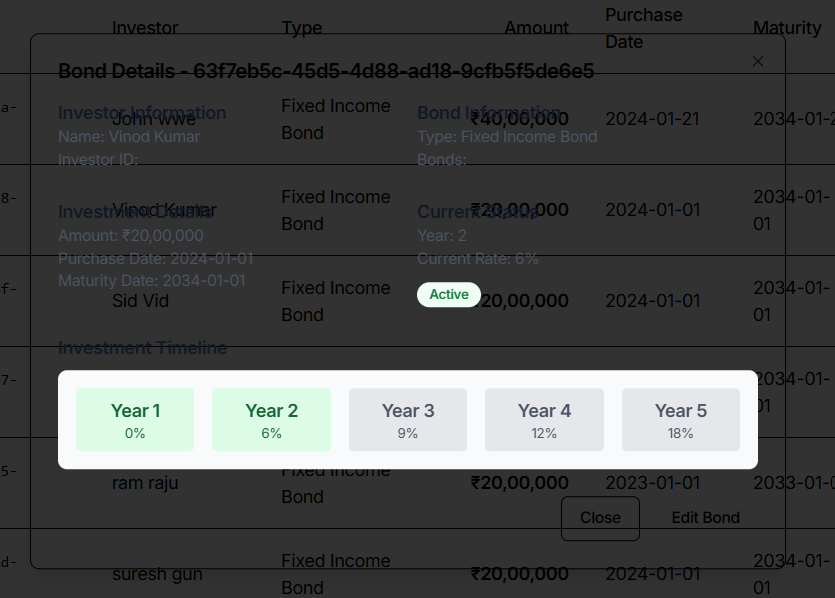 Investor Type Amount Purchase Date Maturity
Bond Details - 63f7eb5c-45d5-4d88-ad18-9cfb5f5de6e5
a- John wwe Fixed Income Bond ₹40,00,000 2024-01-21 2034-01-2
Investor Information
Name: Vinod Kumar
Investor ID:
Bond Information
Type: Fixed Income Bond
Bonds:
8- Vinod Kumar Fixed Income Bond ₹20,00,000 2024-01-01 2034-01-01
Investment Details
Amount: ₹20,00,000
Purchase Date: 2024-01-01
Maturity Date: 2034-01-01
Current Status
Year: 2
Current Rate: 6%
Active
f- Sid Vid Fixed Income Bond ₹20,00,000 2024-01-01 2034-01-01
Investment Timeline
7- 2034-01-01
Year 1
0%
Year 2
6%
Year 3
9%
Year 4
12%
Year 5
18%
5- ram raju Fixed Income Bond ₹20,00,000 2023-01-01 2033-01-0
Close
Edit Bond
d- suresh gun Fixed Income Bond ₹20,00,000 2024-01-01 2034-01-01